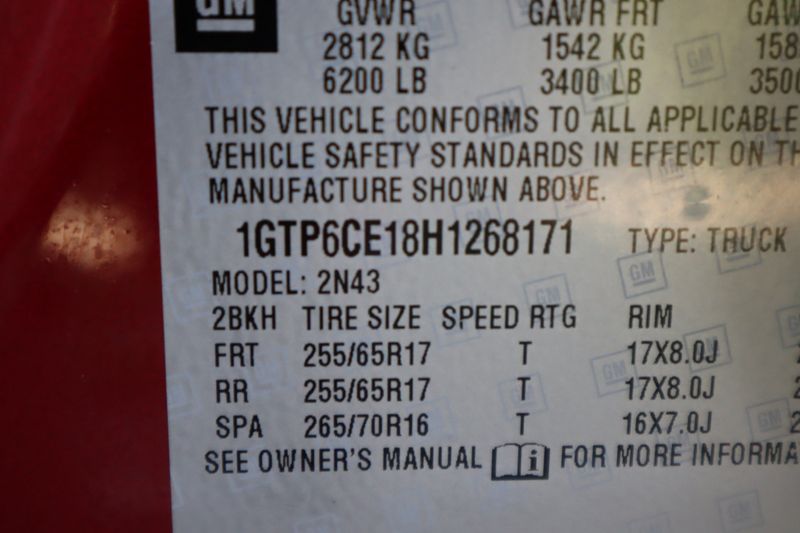 GM
GVWR GAWR FRT GAW
2812 KG 1542 KG 158
6200 LB 3400 LB 3500
THIS VEHICLE CONFORMS TO ALL APPLICABLE
VEHICLE SAFETY STANDARDS IN EFFECT ON TH
MANUFACTURE SHOWN ABOVE.
1GTP6CE18H1268171 TYPE: TRUCK
MODEL: 2N43
2BKH TIRE SIZE SPEED RTG RIM
FRT 255/65R17 T 17X8.0J
RR 255/65R17 T 17X8.0J
SPA 265/70R16 T 16X7.0J
SEE OWNER'S MANUAL i FOR MORE INFORMA